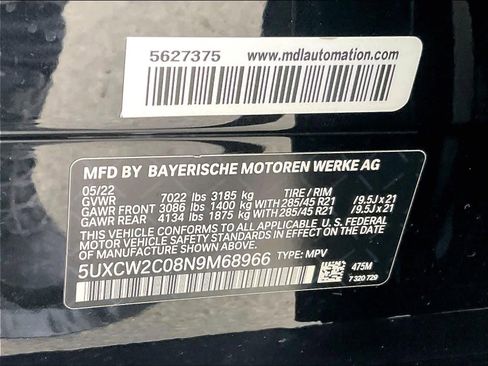 5627375
www.mdlautomation.com
MFD BY BAYERISCHE MOTOREN WERKE AG
05/22
GVWR 7022 lbs 3185 kg TIRE / RIM
GAWR FRONT 3086 lbs 1400 kg WITH 285/45 R21 /9.5J x 21
GAWR REAR 4134 lbs 1875 kg WITH 285/45 R21 /9.5J x 21
THIS VEHICLE CONFORMS TO ALL APPLICABLE U.S. FEDERAL
MOTOR VEHICLE SAFETY STANDARDS IN EFFECT ON THE
DATE OF MANUFACTURE SHOWN ABOVE.
5UXCW2C08N9M68966 TYPE: MPV
475M
7 320 729